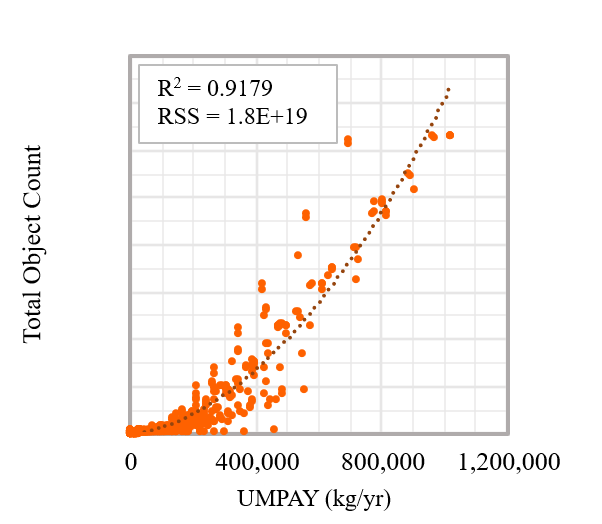 R² = 0.9179
RSS = 1.8E+19
Total Object Count
0 400,000 800,000 1,200,000
UMPAY (kg/yr)